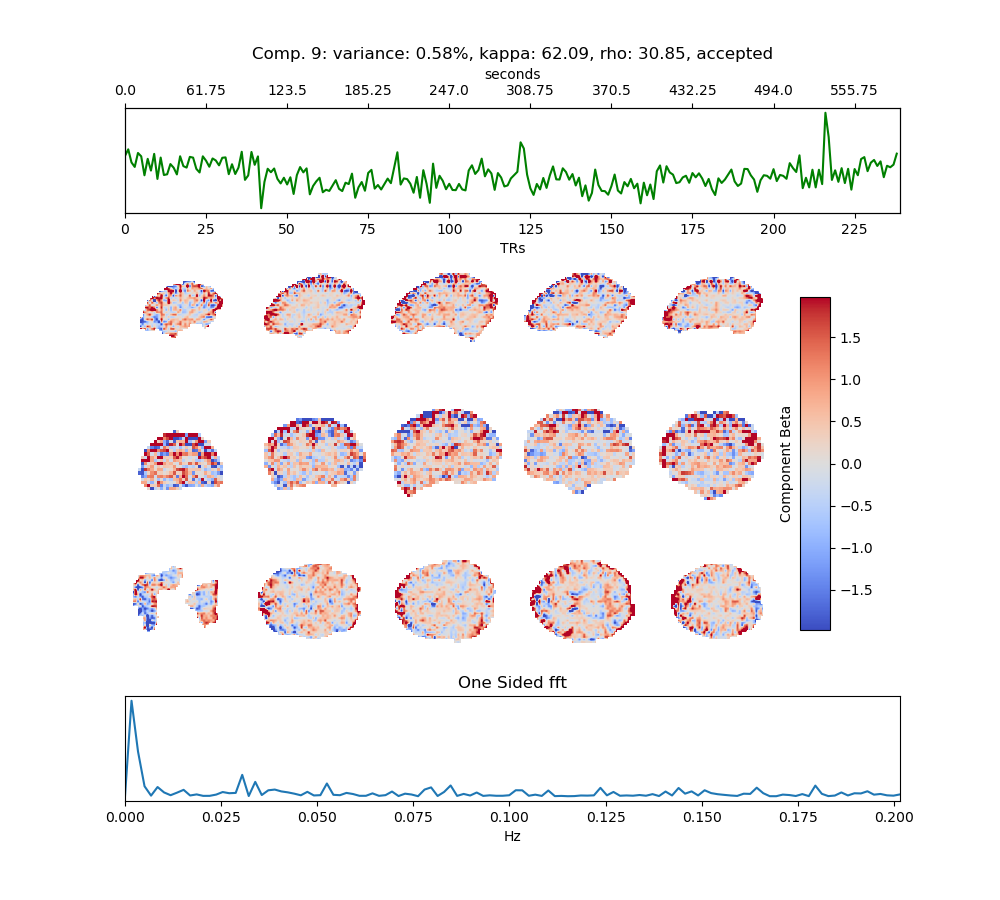 Comp. 9: variance: 0.58%, kappa: 62.09, rho: 30.85, accepted
seconds
0.0 61.75 123.5 185.25 247.0 308.75 370.5 432.25 494.0 555.75
0 25 50 75 100 125 150 175 200 225
TRs
1.5
1.0
0.5
0.0
−0.5
−1.0
−1.5
Component Beta
One Sided fft
0.000 0.025 0.050 0.075 0.100 0.125 0.150 0.175 0.200
Hz